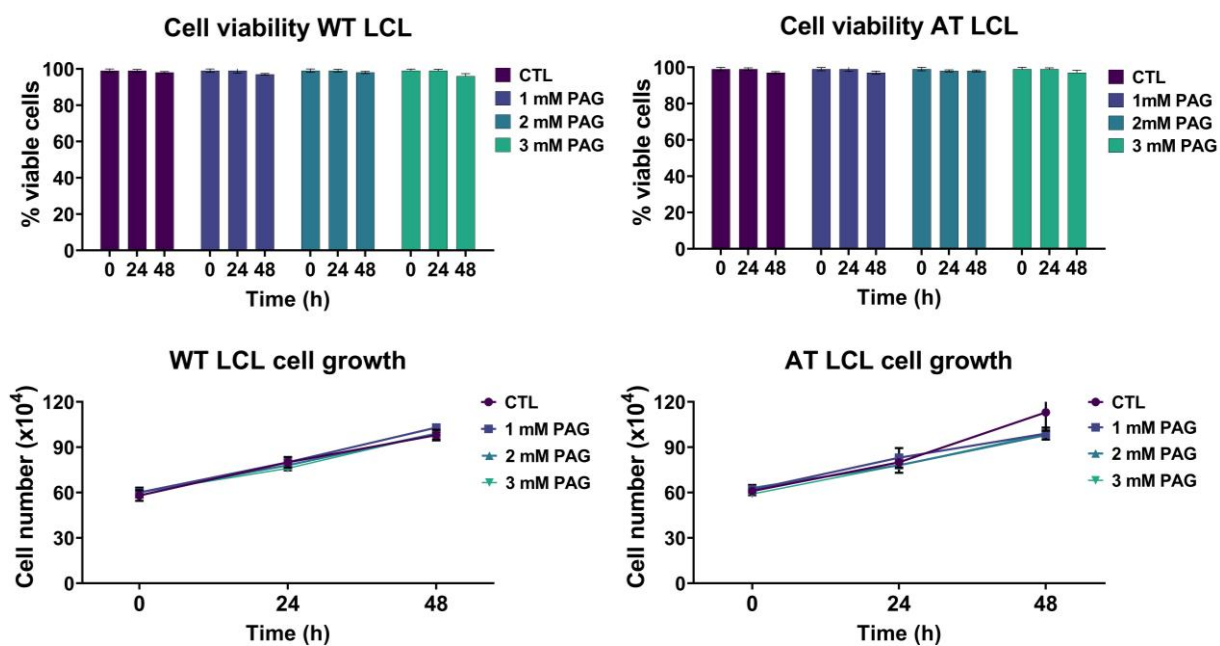 Cell viability WT LCL
% viable cells
100
80
60
40
20
0
0 24 48 0 24 48 0 24 48 0 24 48
Time (h)
CTL
1 mM PAG
2 mM PAG
3 mM PAG
Cell viability AT LCL
% viable cells
100
80
60
40
20
0
0 24 48 0 24 48 0 24 48 0 24 48
Time (h)
CTL
1mM PAG
2mM PAG
3 mM PAG
WT LCL cell growth
Cell number (x10⁴)
120
90
60
30
0
0 24 48
Time (h)
CTL
1 mM PAG
2 mM PAG
3 mM PAG
AT LCL cell growth
Cell number (x10⁴)
120
90
60
30
0
0 24 48
Time (h)
CTL
1 mM PAG
2 mM PAG
3 mM PAG